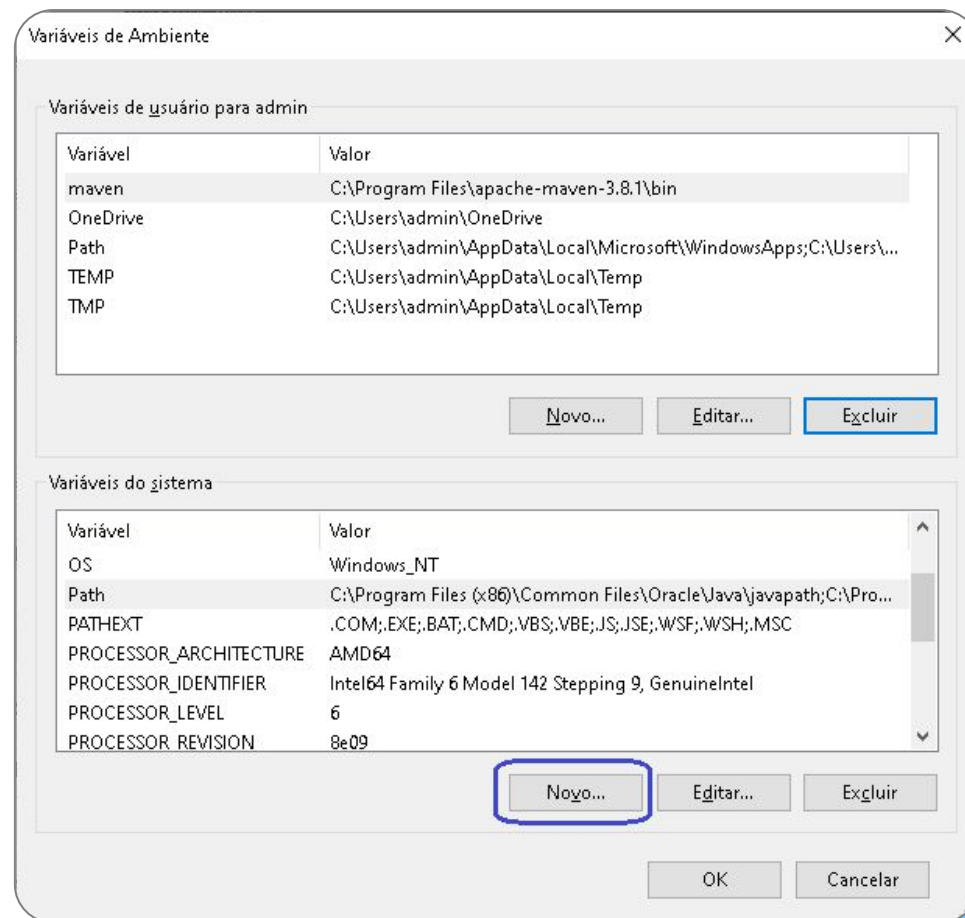 Variáveis de Ambiente
Variáveis de usuário para admin
Variável Valor
maven C:\Program Files\apache-maven-3.8.1\bin
OneDrive C:\Users\admin\OneDrive
Path C:\Users\admin\AppData\Local\Microsoft\WindowsApps;C:\Users\...
TEMP C:\Users\admin\AppData\Local\Temp
TMP C:\Users\admin\AppData\Local\Temp
Novo... Editar... Excluir
Variáveis do sistema
Variável Valor
OS Windows_NT
Path C:\Program Files (x86)\Common Files\Oracle\Java\javapath;C:\Pro...
PATHEXT .COM;.EXE;.BAT;.CMD;.VBS;.VBE;.JS;.JSE;.WSF;.WSH;.MSC
PROCESSOR_ARCHITECTURE AMD64
PROCESSOR_IDENTIFIER Intel64 Family 6 Model 142 Stepping 9, GenuineIntel
PROCESSOR_LEVEL 6
PROCESSOR_REVISION 8e09
Novo... Editar... Excluir
OK Cancelar